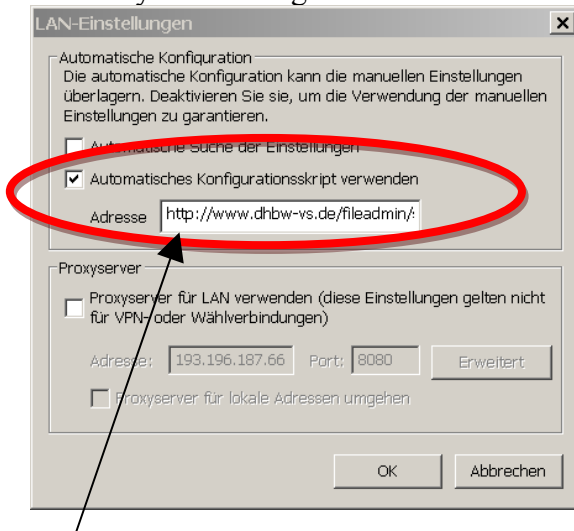 LAN-Einstellungen
Automatische Konfiguration
Die automatische Konfiguration kann die manuellen Einstellungen
überlagern. Deaktivieren Sie sie, um die Verwendung der manuellen
Einstellungen zu garantieren.
Automatische Suche der Einstellungen
Automatisches Konfigurationsskript verwenden
Adresse http://www.dhbw-vs.de/fileadmin/
Proxyserver
Proxyserver für LAN verwenden (diese Einstellungen gelten nicht
für VPN- oder Wählverbindungen)
Adresse: 193.196.187.66 Port: 8080 Erweitert
Proxyserver für lokale Adressen umgehen
OK Abbrechen